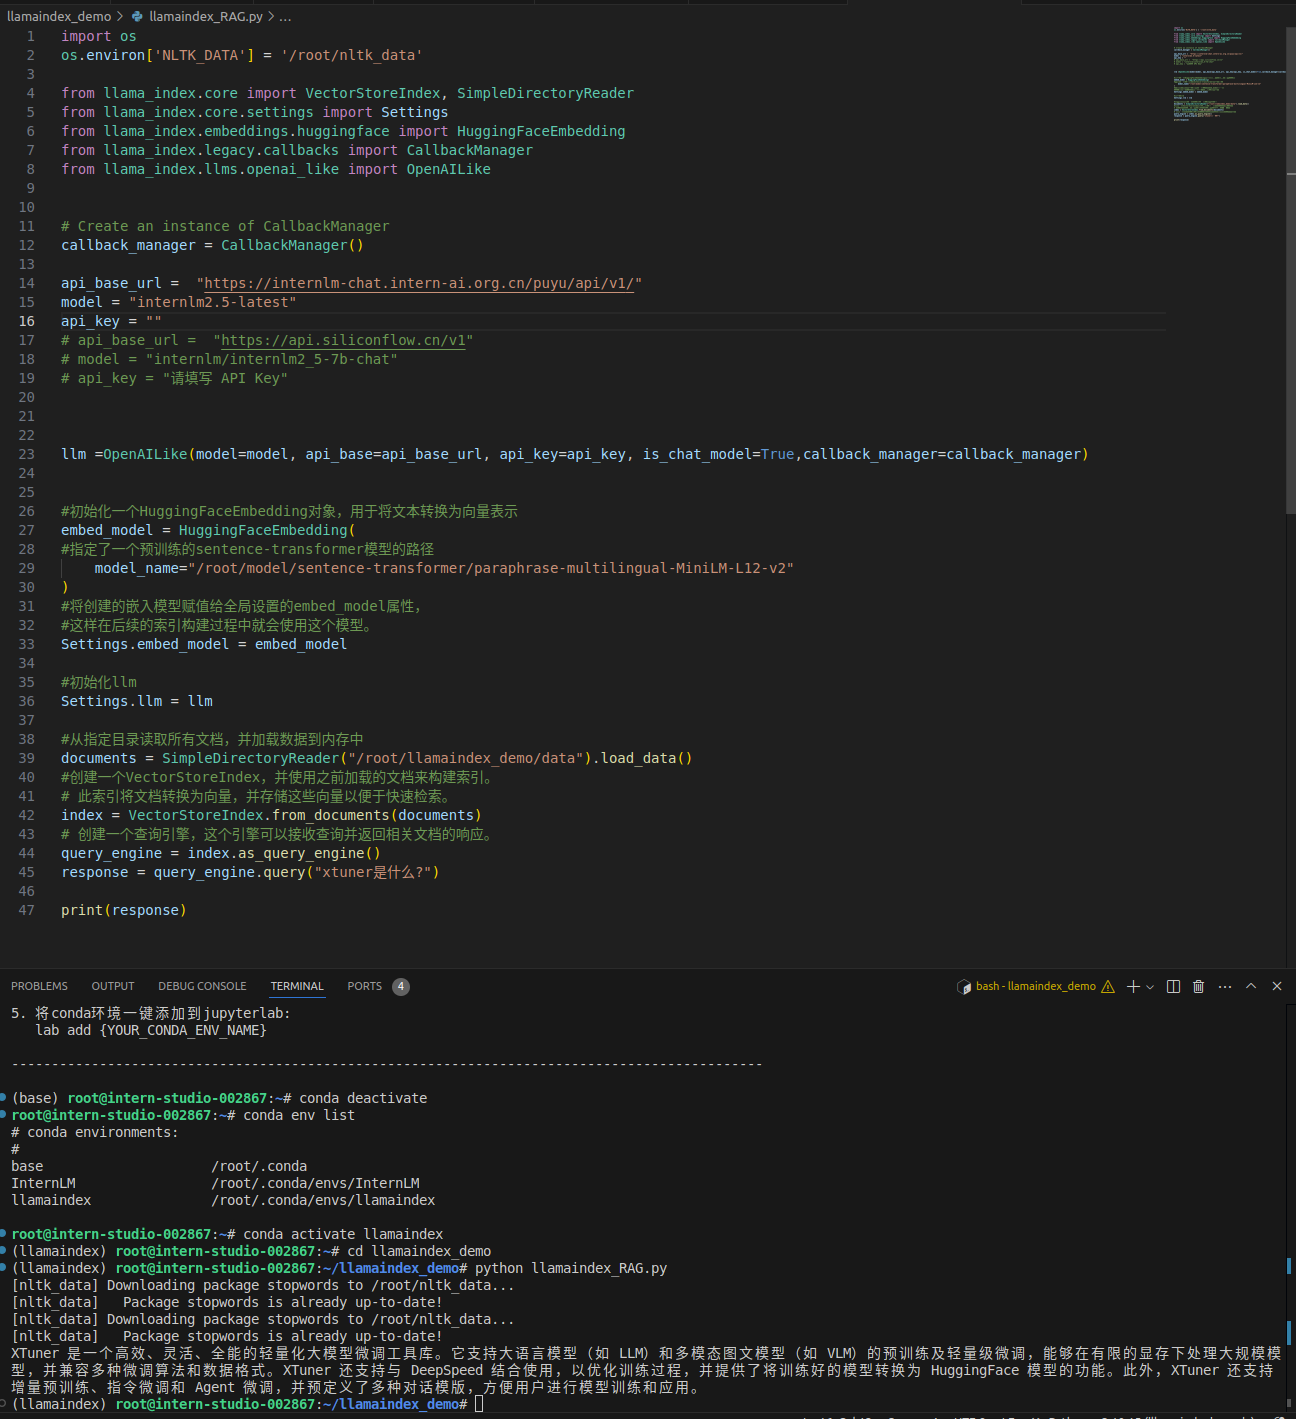 llamaindex_demo > llamaindex_RAG.py > ...
1 import os
2 os.environ['NLTK_DATA'] = '/root/nltk_data'
3
4 from llama_index.core import VectorStoreIndex, SimpleDirectoryReader
5 from llama_index.core.settings import Settings
6 from llama_index.embeddings.huggingface import HuggingFaceEmbedding
7 from llama_index.legacy.callbacks import CallbackManager
8 from llama_index.llms.openai_like import OpenAILike
9
10
11 # Create an instance of CallbackManager
12 callback_manager = CallbackManager()
13
14 api_base_url =  "https://internlm-chat.intern-ai.org.cn/puyu/api/v1/"
15 model = "internlm2.5-latest"
16 api_key = ""
17 # api_base_url =  "https://api.siliconflow.cn/v1"
18 # model = "internlm/internlm2_5-7b-chat"
19 # api_key = "请填写 API Key"
20
21
22
23 llm =OpenAILike(model=model, api_base=api_base_url, api_key=api_key, is_chat_model=True,callback_manager=callback_manager)
24
25
26 #初始化一个HuggingFaceEmbedding对象，用于将文本转换为向量表示
27 embed_model = HuggingFaceEmbedding(
28 #指定了一个预训练的sentence-transformer模型的路径
29     model_name="/root/model/sentence-transformer/paraphrase-multilingual-MiniLM-L12-v2"
30 )
31 #将创建的嵌入模型赋值给全局设置的embed_model属性，
32 #这样在后续的索引构建过程中就会使用这个模型。
33 Settings.embed_model = embed_model
34
35 #初始化llm
36 Settings.llm = llm
37
38 #从指定目录读取所有文档，并加载数据到内存中
39 documents = SimpleDirectoryReader("/root/llamaindex_demo/data").load_data()
40 #创建一个VectorStoreIndex，并使用之前加载的文档来构建索引。
41 # 此索引将文档转换为向量，并存储这些向量以便于快速检索。
42 index = VectorStoreIndex.from_documents(documents)
43 # 创建一个查询引擎，这个引擎可以接收查询并返回相关文档的响应。
44 query_engine = index.as_query_engine()
45 response = query_engine.query("xtuner是什么?")
46
47 print(response)
PROBLEMS OUTPUT DEBUG CONSOLE TERMINAL PORTS 4 bash - llamaindex_demo
5. 将conda环境一键添加到jupyterlab:
   lab add {YOUR_CONDA_ENV_NAME}
----------------------------------------------------------------------------------------------
(base) root@intern-studio-002867:~# conda deactivate
root@intern-studio-002867:~# conda env list
# conda environments:
#
base                 /root/.conda
InternLM             /root/.conda/envs/InternLM
llamaindex           /root/.conda/envs/llamaindex
root@intern-studio-002867:~# conda activate llamaindex
(llamaindex) root@intern-studio-002867:~# cd llamaindex_demo
(llamaindex) root@intern-studio-002867:~/llamaindex_demo# python llamaindex_RAG.py
[nltk_data] Downloading package stopwords to /root/nltk_data...
[nltk_data]   Package stopwords is already up-to-date!
[nltk_data] Downloading package stopwords to /root/nltk_data...
[nltk_data]   Package stopwords is already up-to-date!
XTuner 是一个高效、灵活、全能的轻量化大模型微调工具库。它支持大语言模型（如 LLM）和多模态图文模型（如 VLM）的预训练及轻量级微调，能够在有限的显存下处理大规模模
型，并兼容多种微调算法和数据格式。XTuner 还支持与 DeepSpeed 结合使用，以优化训练过程，并提供了将训练好的模型转换为 HuggingFace 模型的功能。此外，XTuner 还支持
增量预训练、指令微调和 Agent 微调，并预定义了多种对话模版，方便用户进行模型训练和应用。
(llamaindex) root@intern-studio-002867:~/llamaindex_demo#